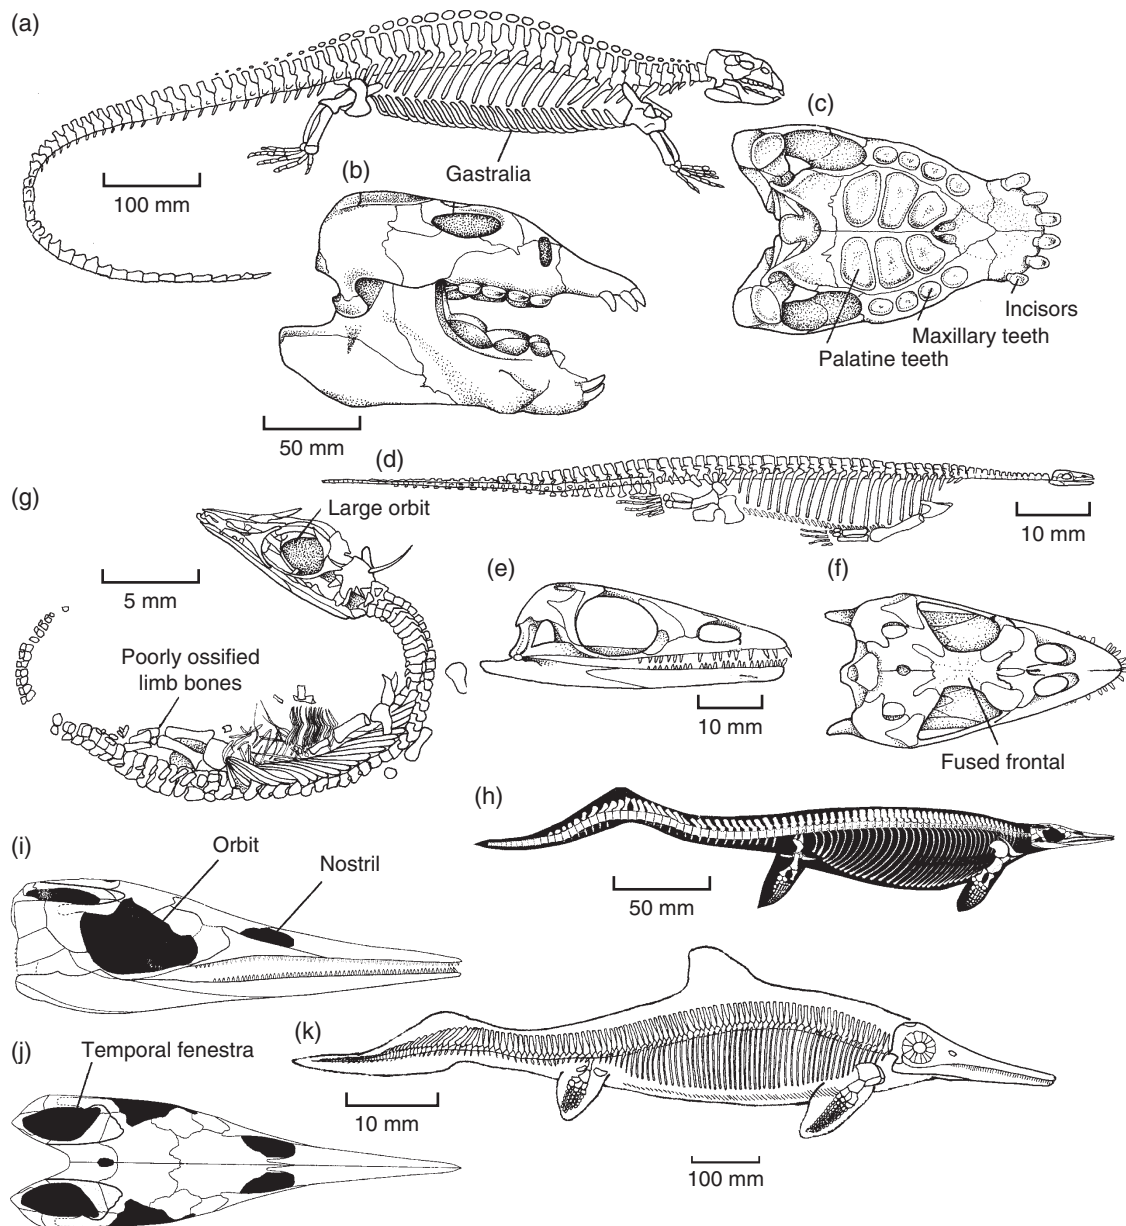 (a)
100 mm
Gastralia
(b)
(c)
Incisors
Maxillary teeth
Palatine teeth
50 mm
(d)
10 mm
(g)
Large orbit
5 mm
(e)
(f)
Poorly ossified
limb bones
10 mm
Fused frontal
(h)
50 mm
(i)
Orbit
Nostril
(k)
(j)
Temporal fenestra
10 mm
100 mm